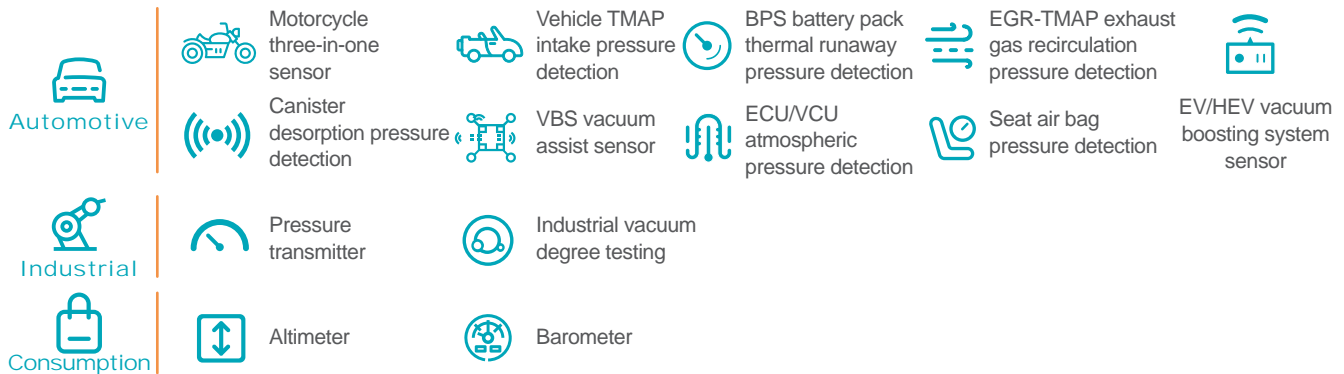 Automotive
Motorcycle
three-in-one
sensor
Vehicle TMAP
intake pressure
detection
BPS battery pack
thermal runaway
pressure detection
EGR-TMAP exhaust
gas recirculation
pressure detection
EV/HEV vacuum
boosting system
sensor
Canister
desorption pressure
detection
VBS vacuum
assist sensor
ECU/VCU
atmospheric
pressure detection
Seat air bag
pressure detection
Industrial
Pressure
transmitter
Industrial vacuum
degree testing
Consumption
Altimeter
Barometer